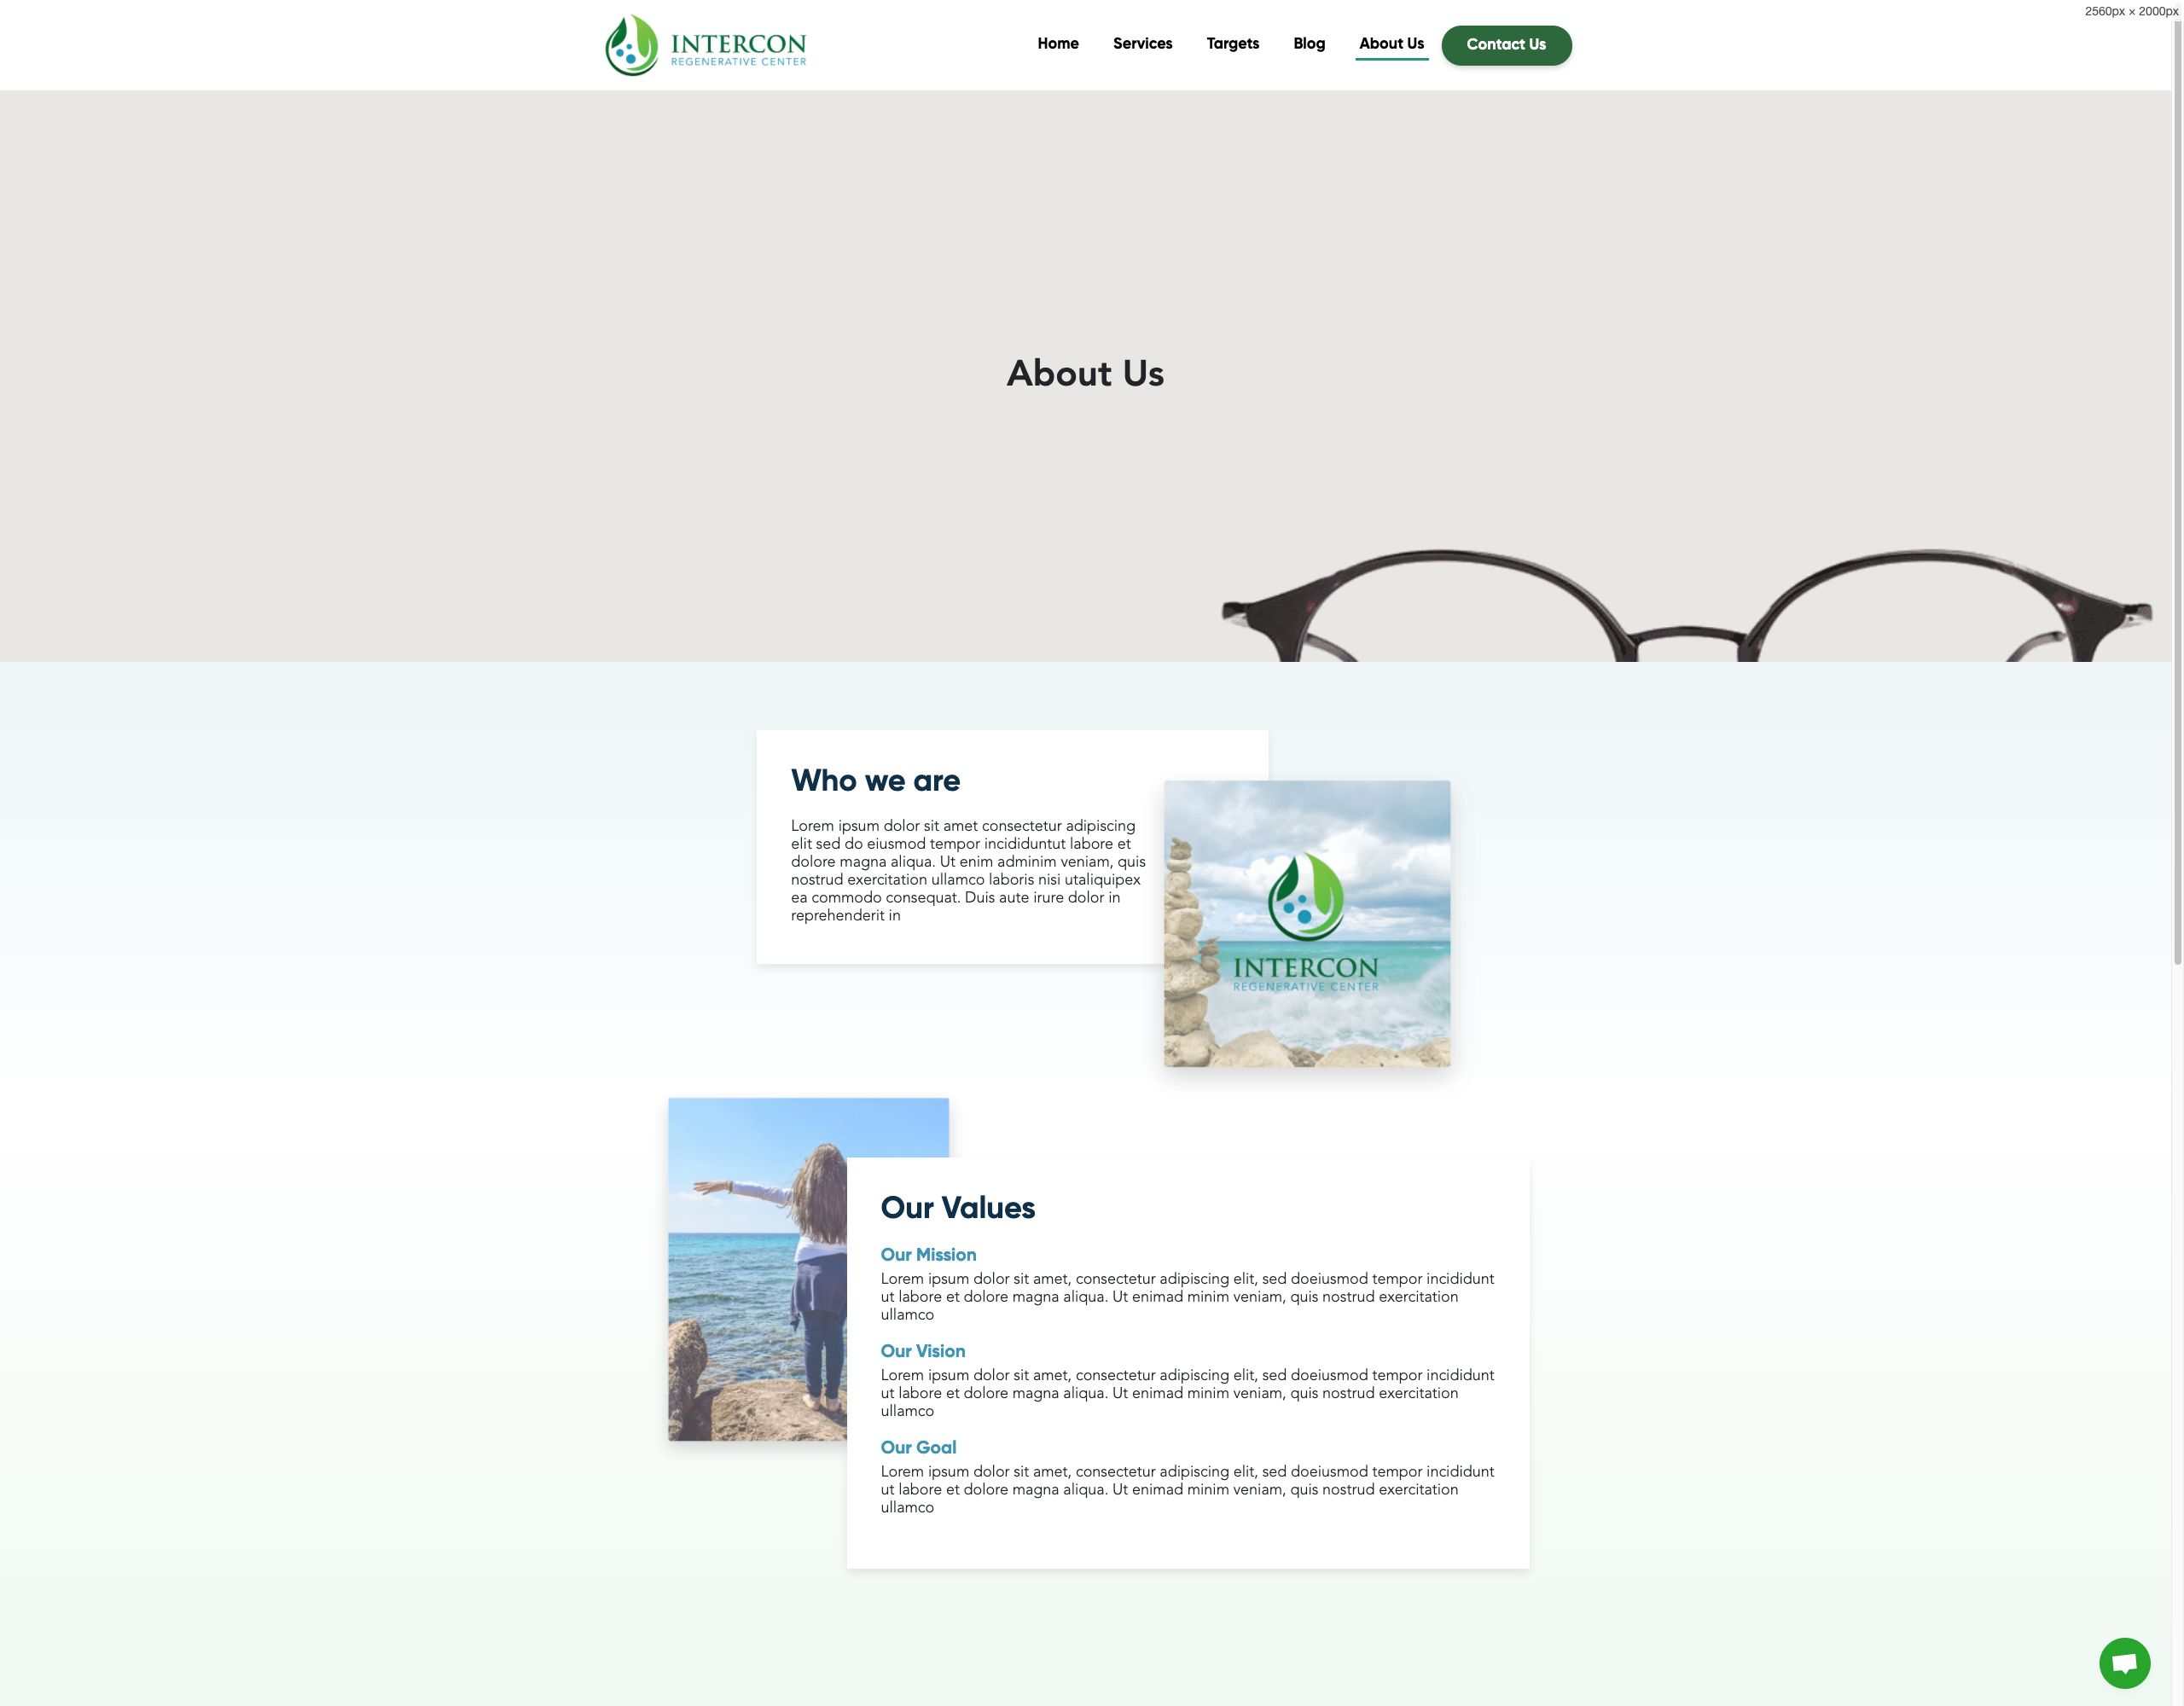 2560px × 2000px
INTERCON
REGENERATIVE CENTER
Home Services Targets Blog About Us Contact Us
About Us
Who we are
Lorem ipsum dolor sit amet consectetur adipiscing
elit sed do eiusmod tempor incididuntut labore et
dolore magna aliqua. Ut enim adminim veniam, quis
nostrud exercitation ullamco laboris nisi utaliquipex
ea commodo consequat. Duis aute irure dolor in
reprehenderit in
INTERCON
REGENERATIVE CENTER
Our Values
Our Mission
Lorem ipsum dolor sit amet, consectetur adipiscing elit, sed doeiusmod tempor incididunt
ut labore et dolore magna aliqua. Ut enimad minim veniam, quis nostrud exercitation
ullamco
Our Vision
Lorem ipsum dolor sit amet, consectetur adipiscing elit, sed doeiusmod tempor incididunt
ut labore et dolore magna aliqua. Ut enimad minim veniam, quis nostrud exercitation
ullamco
Our Goal
Lorem ipsum dolor sit amet, consectetur adipiscing elit, sed doeiusmod tempor incididunt
ut labore et dolore magna aliqua. Ut enimad minim veniam, quis nostrud exercitation
ullamco